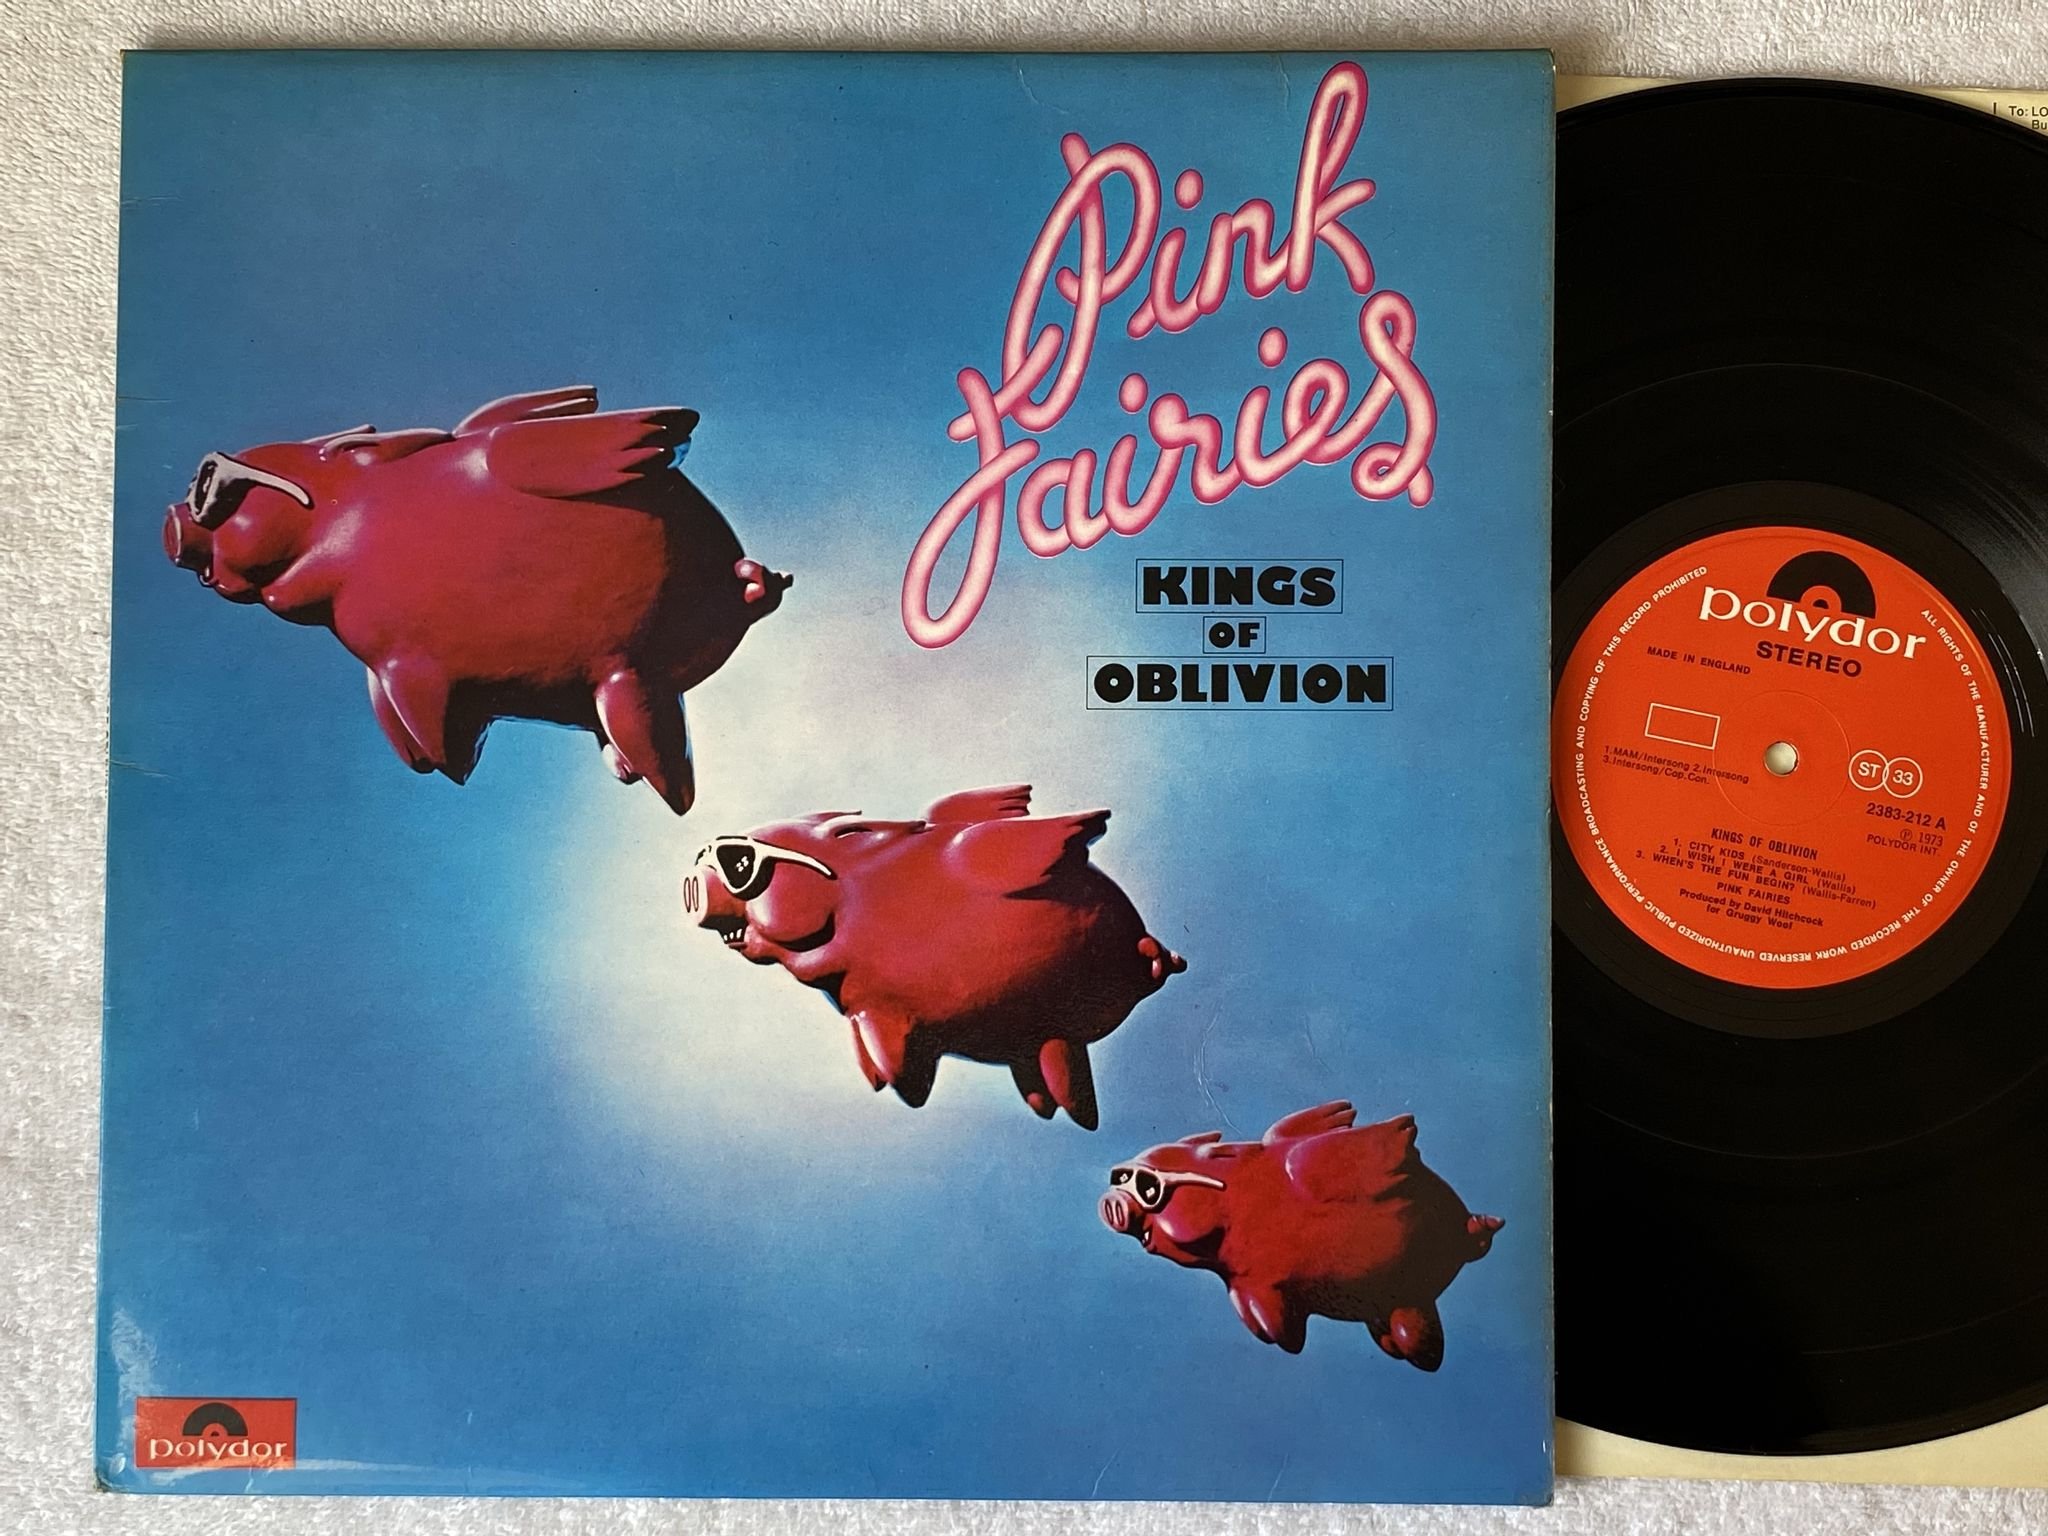 Pink
Fairies
KINGS
OF
OBLIVION
polydor
To: LO
Bu
polydor
STEREO
MADE IN ENGLAND
1.MAM/Intersong 2.Intersong
3.Intersong/Cop.Con.
ST 33
2383-212 A
℗ 1973
POLYDOR INT.
KINGS OF OBLIVION
1. CITY KIDS (Sanderson-Wallis)
2. I WISH I WERE A GIRL (Wallis)
3. WHEN'S THE FUN BEGIN? (Wallis-Farren)
PINK FAIRIES
Produced by David Hitchcock
for Gruggy Woof
ALL RIGHTS OF THE MANUFACTURER AND OF THE OWNER OF THE RECORDED WORK RESERVED UNAUTHORIZED PUBLIC PERFORMANCE BROADCASTING AND COPYING OF THIS RECORD PROHIBITED